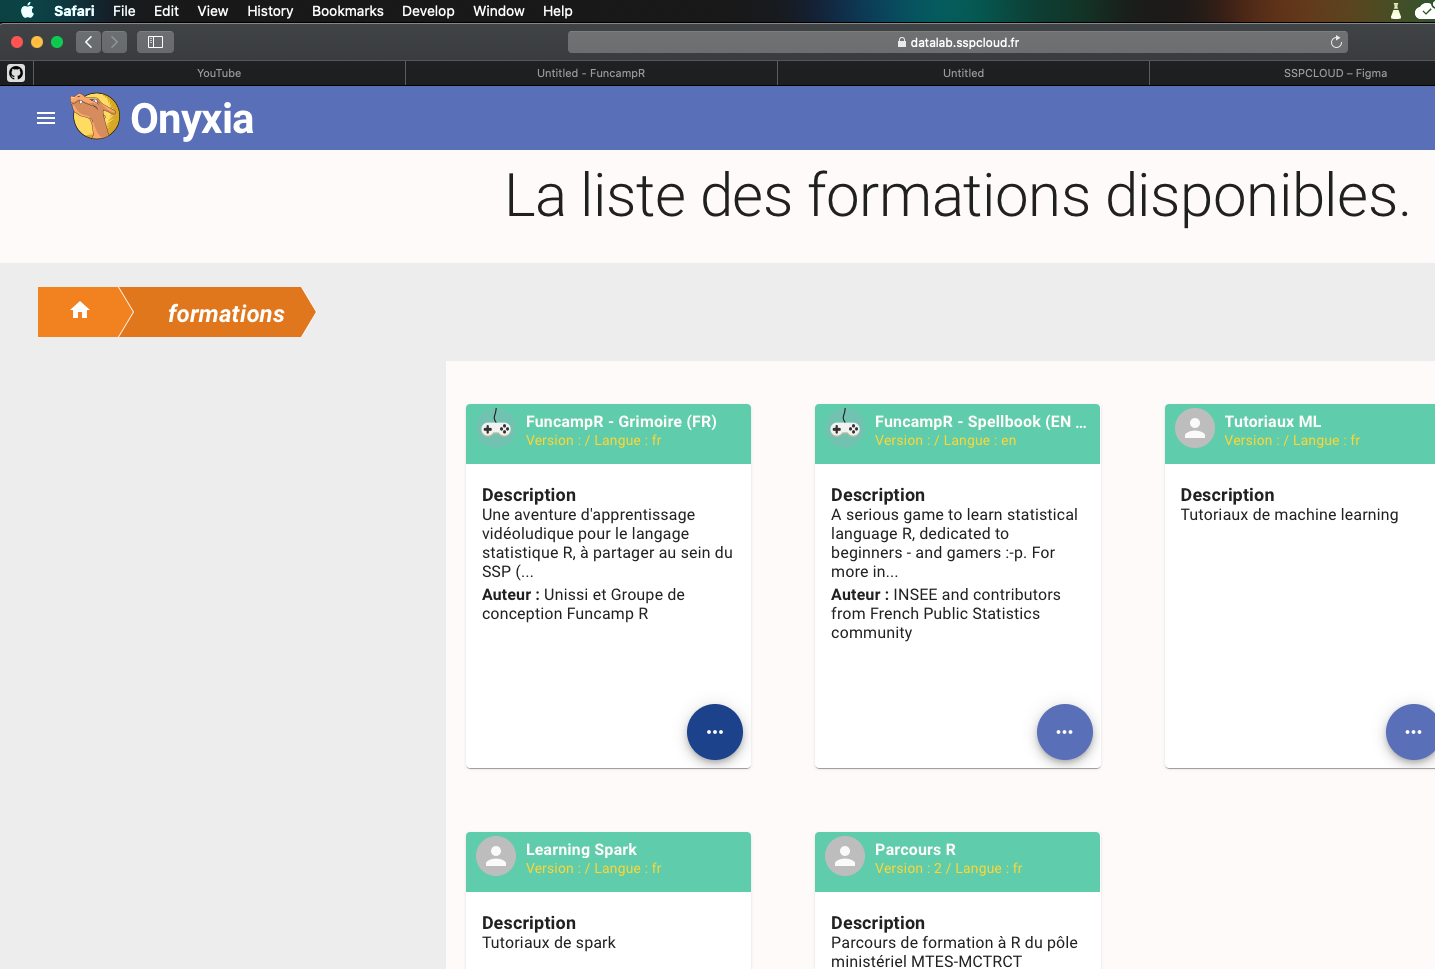 Safari File Edit View History Bookmarks Develop Window Help
datalab.sspcloud.fr
YouTube
Untitled - FuncampR
Untitled
SSPCLOUD – Figma
Onyxia
La liste des formations disponibles.
formations
FuncampR - Grimoire (FR)
Version : / Langue : fr
Description
Une aventure d'apprentissage
vidéoludique pour le langage
statistique R, à partager au sein du
SSP (...
Auteur : Unissi et Groupe de
conception Funcamp R
FuncampR - Spellbook (EN ...
Version : / Langue : en
Description
A serious game to learn statistical
language R, dedicated to
beginners - and gamers :-p. For
more in...
Auteur : INSEE and contributors
from French Public Statistics
community
Tutoriaux ML
Version : / Langue : fr
Description
Tutoriaux de machine learning
Learning Spark
Version : / Langue : fr
Description
Tutoriaux de spark
Parcours R
Version : 2 / Langue : fr
Description
Parcours de formation à R du pôle
ministériel MTES-MCTRCT